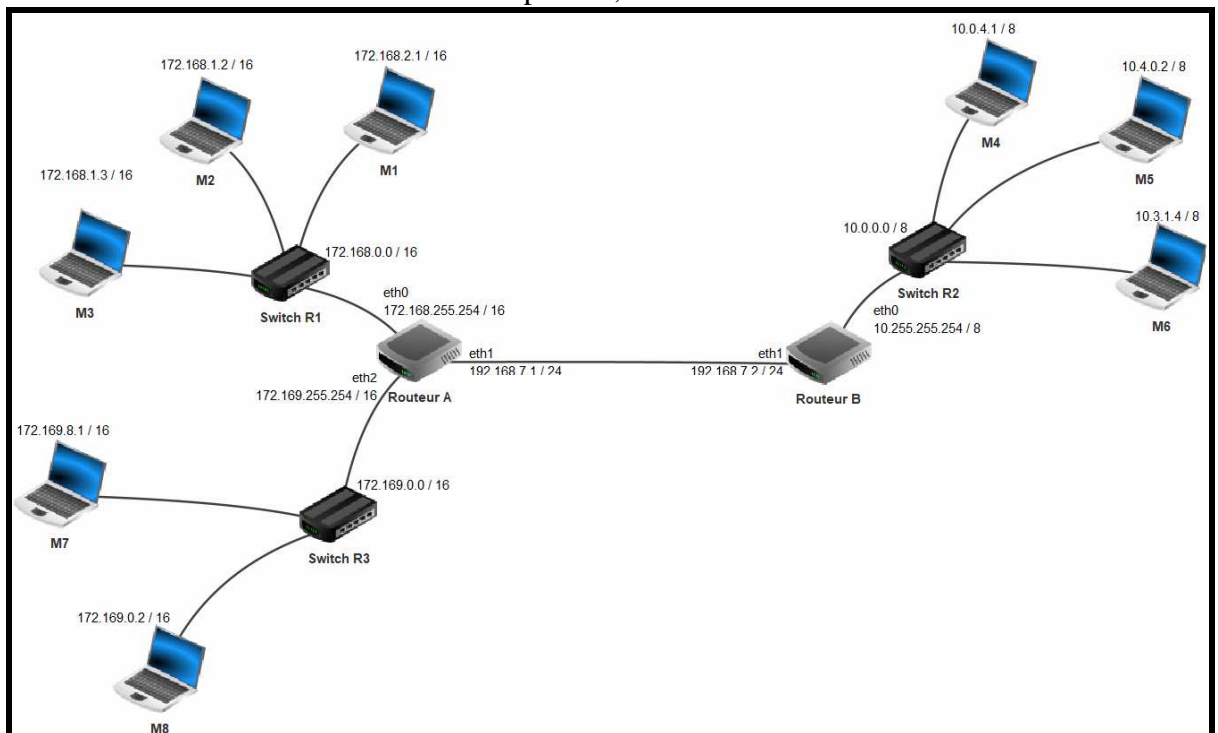 10.0.4.1 / 8
172.168.1.2 / 16
172.168.2.1 / 16
10.4.0.2 / 8
M4
M1
M2
172.168.1.3 / 16
M5
10.3.1.4 / 8
10.0.0.0 / 8
172.168.0.0 / 16
Switch R2
eth0
172.168.255.254 / 16
M3
Switch R1
eth0
10.255.255.254 / 8
M6
eth1
192.168.7.1 / 24
eth1
192.168.7.2 / 24
eth2
172.169.255.254 / 16
Routeur A
Routeur B
172.169.8.1 / 16
172.169.0.0 / 16
M7
Switch R3
172.169.0.2 / 16
M8